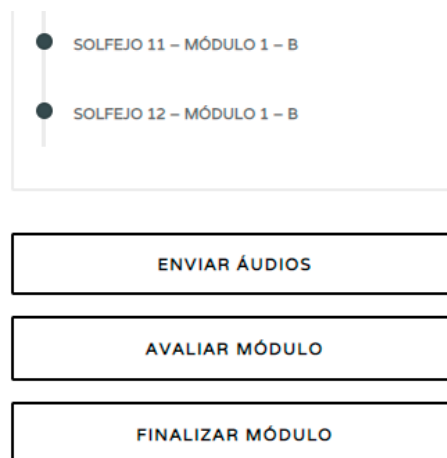 SOLFEJO 11 – MÓDULO 1 – B
SOLFEJO 12 – MÓDULO 1 – B
ENVIAR ÁUDIOS
AVALIAR MÓDULO
FINALIZAR MÓDULO